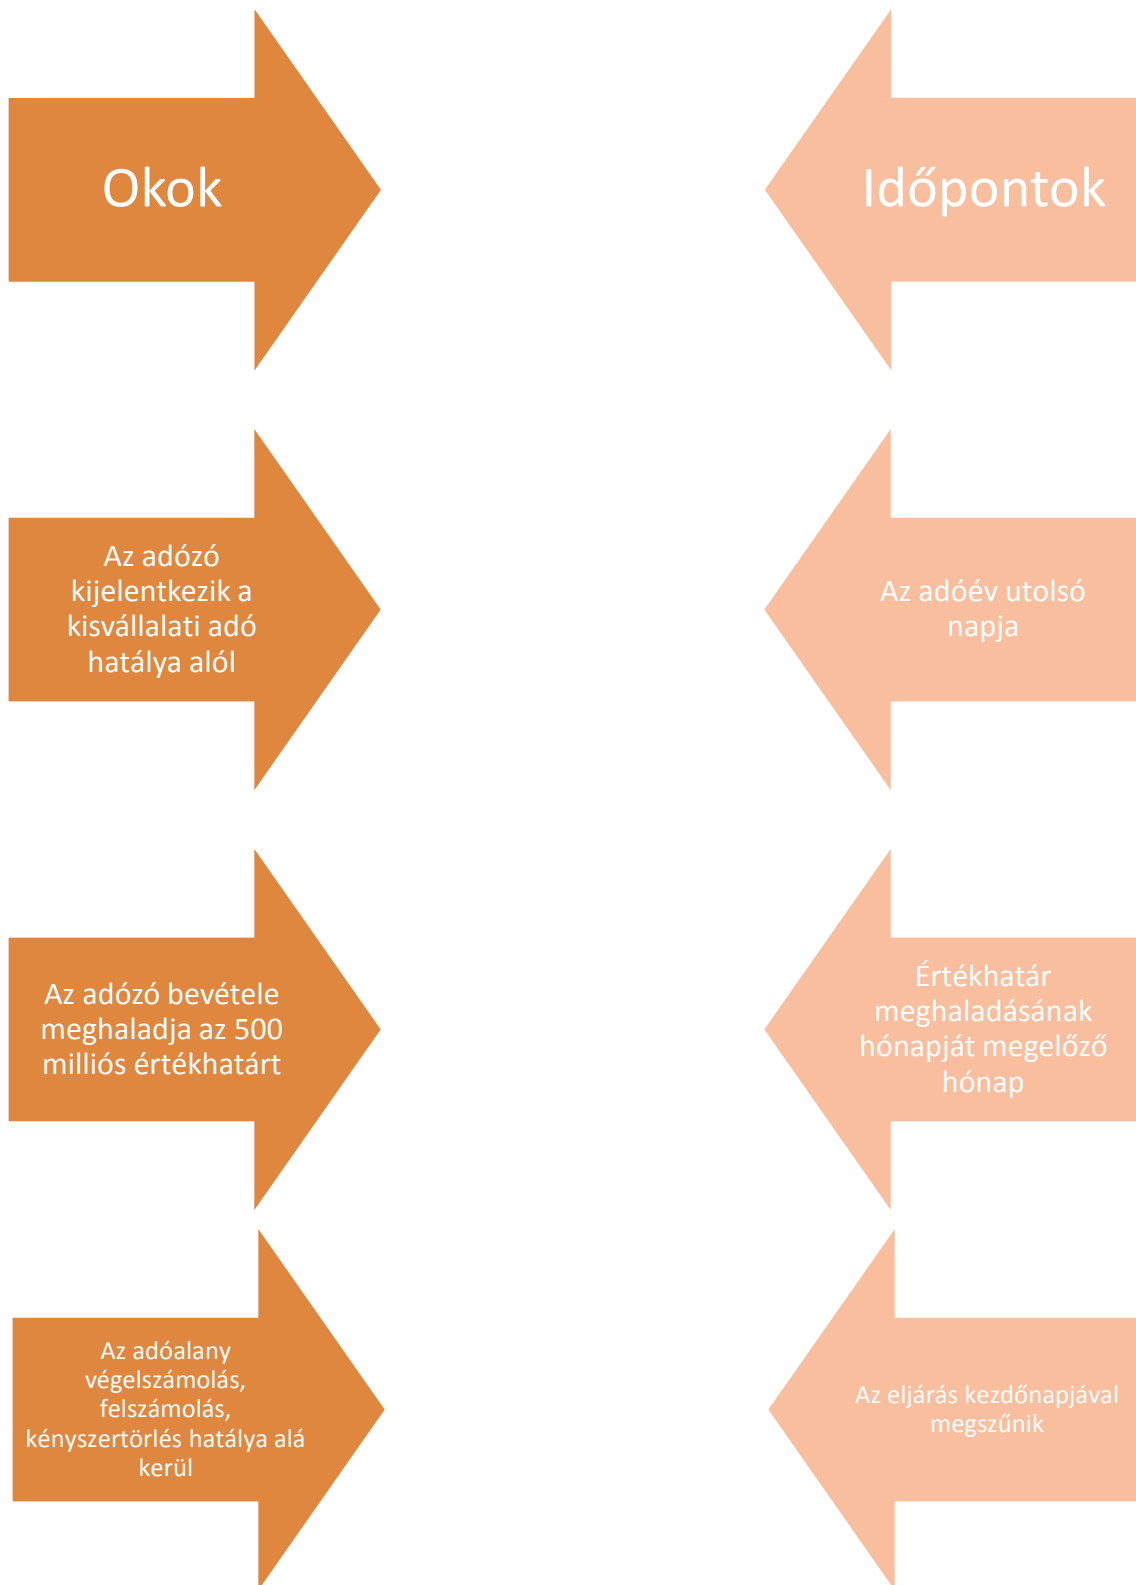 Okok
Időpontok
Az adózó
kijelentkezik a
kisvállalati adó
hatálya alól
Az adóév utolsó
napja
Az adózó bevétele
meghaladja az 500
milliós értékhatárt
Értékhatár
meghaladásának
hónapját megelőző
hónap
Az adóalany
végelszámolás,
felszámolás,
kényszertörlés hatálya alá
kerül
Az eljárás kezdőnapjával
megszűnik